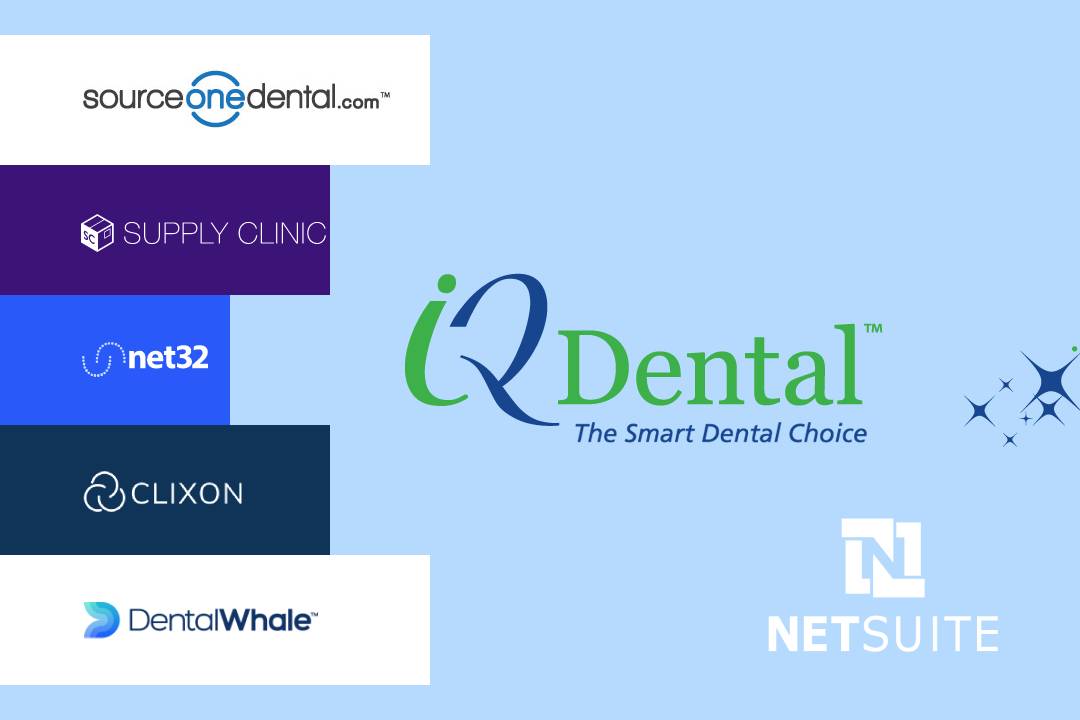 sourceonedental.com™
SC SUPPLY CLINIC
net32
CLIXON
DentalWhale™
iQ Dental™
The Smart Dental Choice
N
NETSUITE